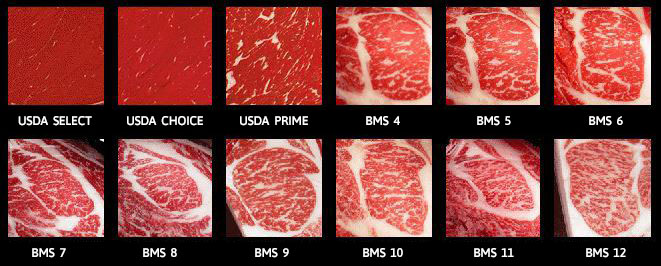 USDA SELECT
USDA CHOICE
USDA PRIME
BMS 4
BMS 5
BMS 6
BMS 7
BMS 8
BMS 9
BMS 10
BMS 11
BMS 12